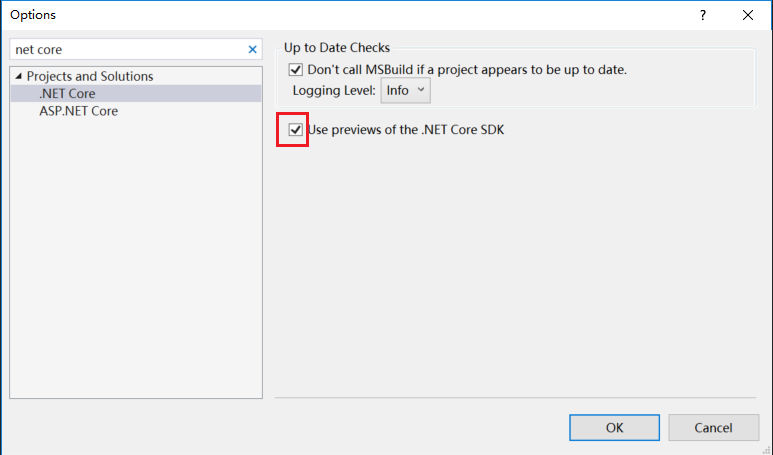 Options
net core
Projects and Solutions
.NET Core
ASP.NET Core
Up to Date Checks
Don't call MSBuild if a project appears to be up to date.
Logging Level: Info
Use previews of the .NET Core SDK
OK
Cancel